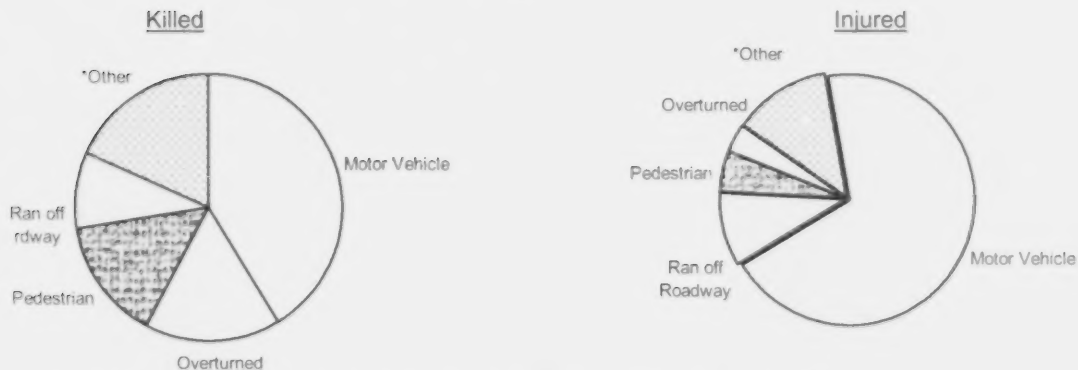 Killed
*Other
Motor Vehicle
Ran off
rdway
Pedestrian
Overturned
Injured
*Other
Overturned
Pedestrian
Ran off
Roadway
Motor Vehicle